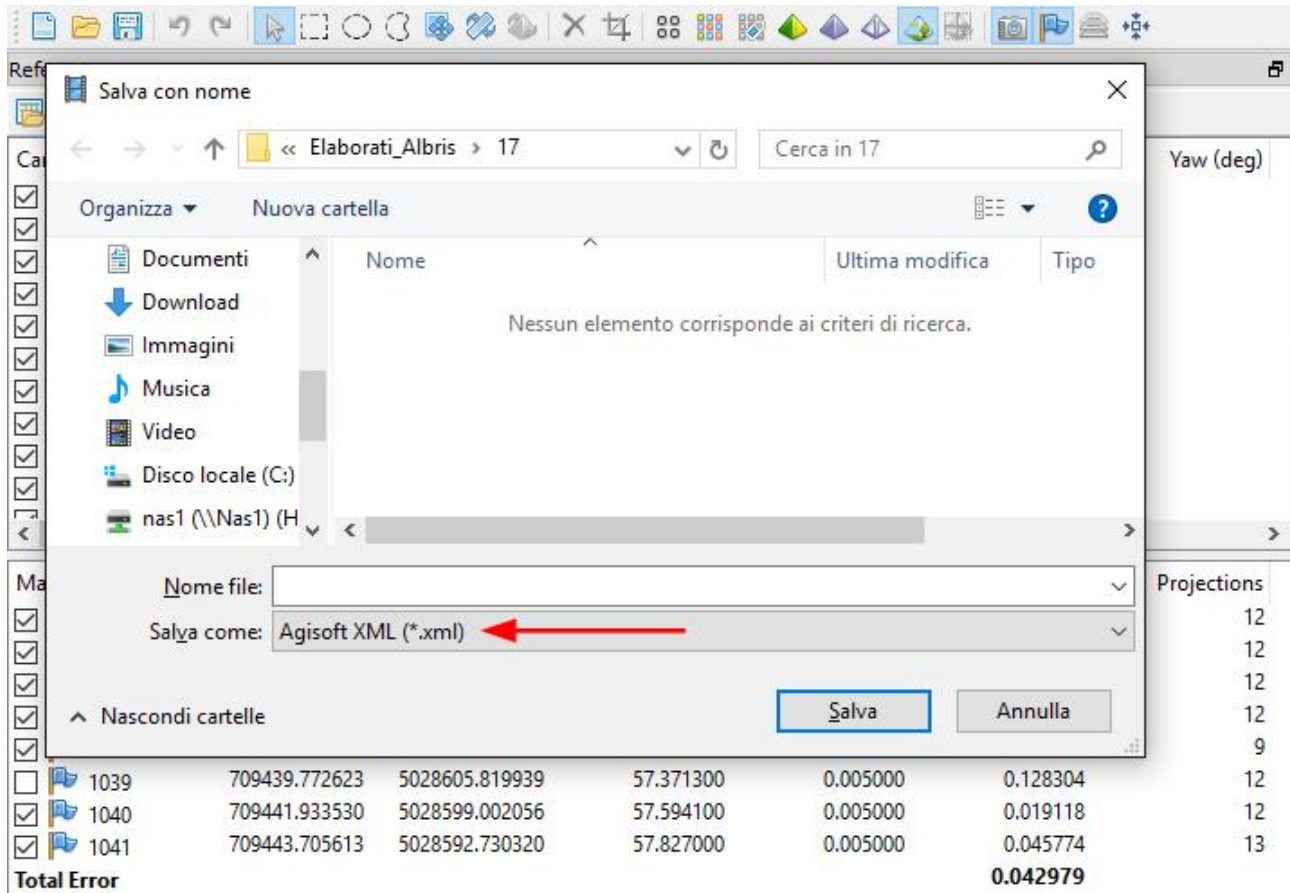 Refe
Salva con nome
« Elaborati_Albris › 17
Cerca in 17
Cai
Yaw (deg)
Organizza
Nuova cartella
Documenti
Nome
Ultima modifica
Tipo
Download
Nessun elemento corrisponde ai criteri di ricerca.
Immagini
Musica
Video
Disco locale (C:)
nas1 (\\Nas1) (H
Ma
Nome file:
Projections
12
Salva come: Agisoft XML (*.xml)
12
12
Nascondi cartelle
Salva
Annulla
12
9
1039 709439.772623 5028605.819939 57.371300 0.005000 0.128304 12
1040 709441.933530 5028599.002056 57.594100 0.005000 0.019118 12
1041 709443.705613 5028592.730320 57.827000 0.005000 0.045774 13
Total Error 0.042979